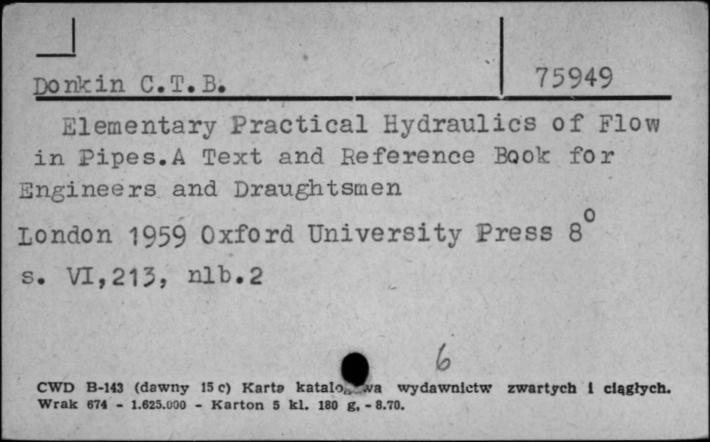 Donkin C.T.B.
75949
Elementary Practical Hydraulics of Flow
in Pipes.A Text and Reference Book for
Engineers and Draughtsmen
London 1959 Oxford University Press 8º
s. VI,213, nlb.2
6
CWD B-143 (dawny 15 c) Karta wydawnictw zwartych i ciągłych.
Wrak 674 - 1.625.000 - Karton 5 kl. 180 g. - 8.70.